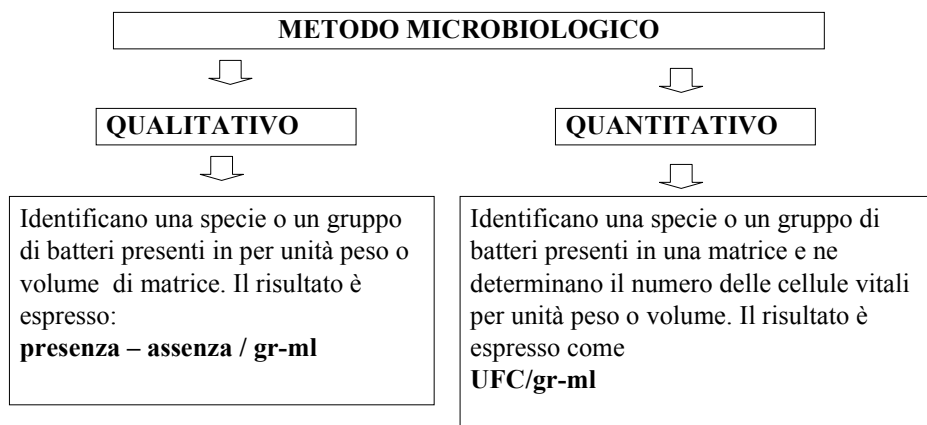 METODO MICROBIOLOGICO
QUALITATIVO
QUANTITATIVO
Identificano una specie o un gruppo
di batteri presenti in per unità peso o
volume di matrice. Il risultato è
espresso:
presenza – assenza / gr-ml
Identificano una specie o un gruppo di
batteri presenti in una matrice e ne
determinano il numero delle cellule vitali
per unità peso o volume. Il risultato è
espresso come
UFC/gr-ml